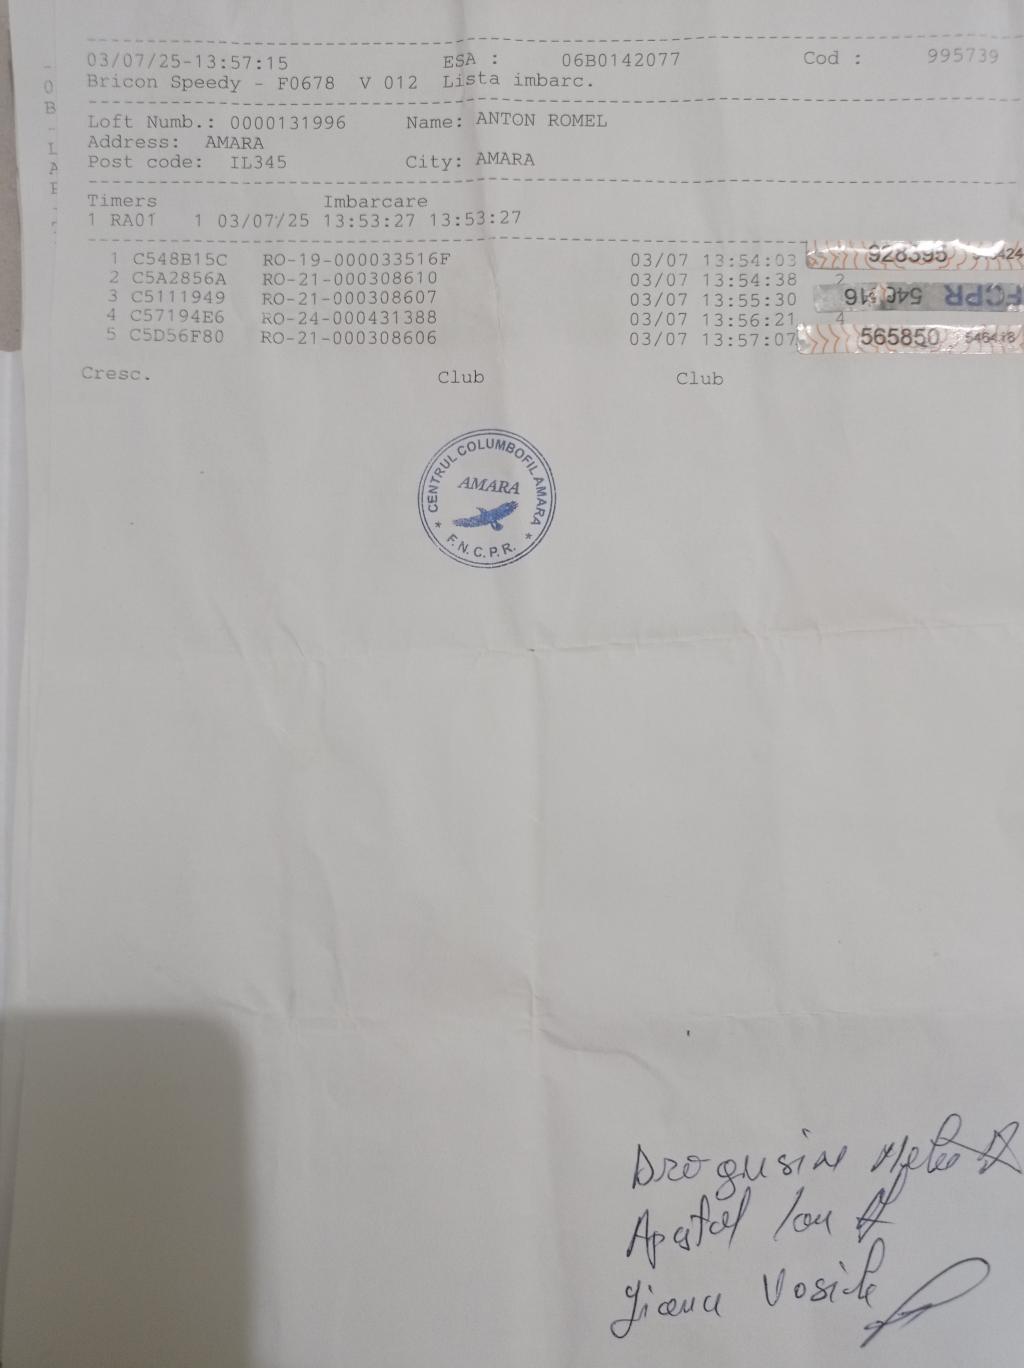 03/07/25-13:57:15 ESA : 06B0142077 Cod : 995739
Bricon Speedy - F0678 V 012 Lista imbarc.
Loft Numb.: 0000131996 Name: ANTON ROMEL
Address: AMARA
Post code: IL345 City: AMARA
Timers Imbarcare
1 RA01 1 03/07/25 13:53:27 13:53:27
1 C548B15C RO-19-000033516F 03/07 13:54:03 928395
2 C5A2856A RO-21-000308610 03/07 13:54:38 2
3 C5111949 RO-21-000308607 03/07 13:55:30 FCPR
4 C57194E6 RO-24-000431388 03/07 13:56:21 4
5 C5D56F80 RO-21-000308606 03/07 13:57:07 565850
Cresc. Club Club
CENTRUL COLUMBOFIL AMARA
AMARA
* F.N.C.P.R. *
Apostol Ion
Vasile